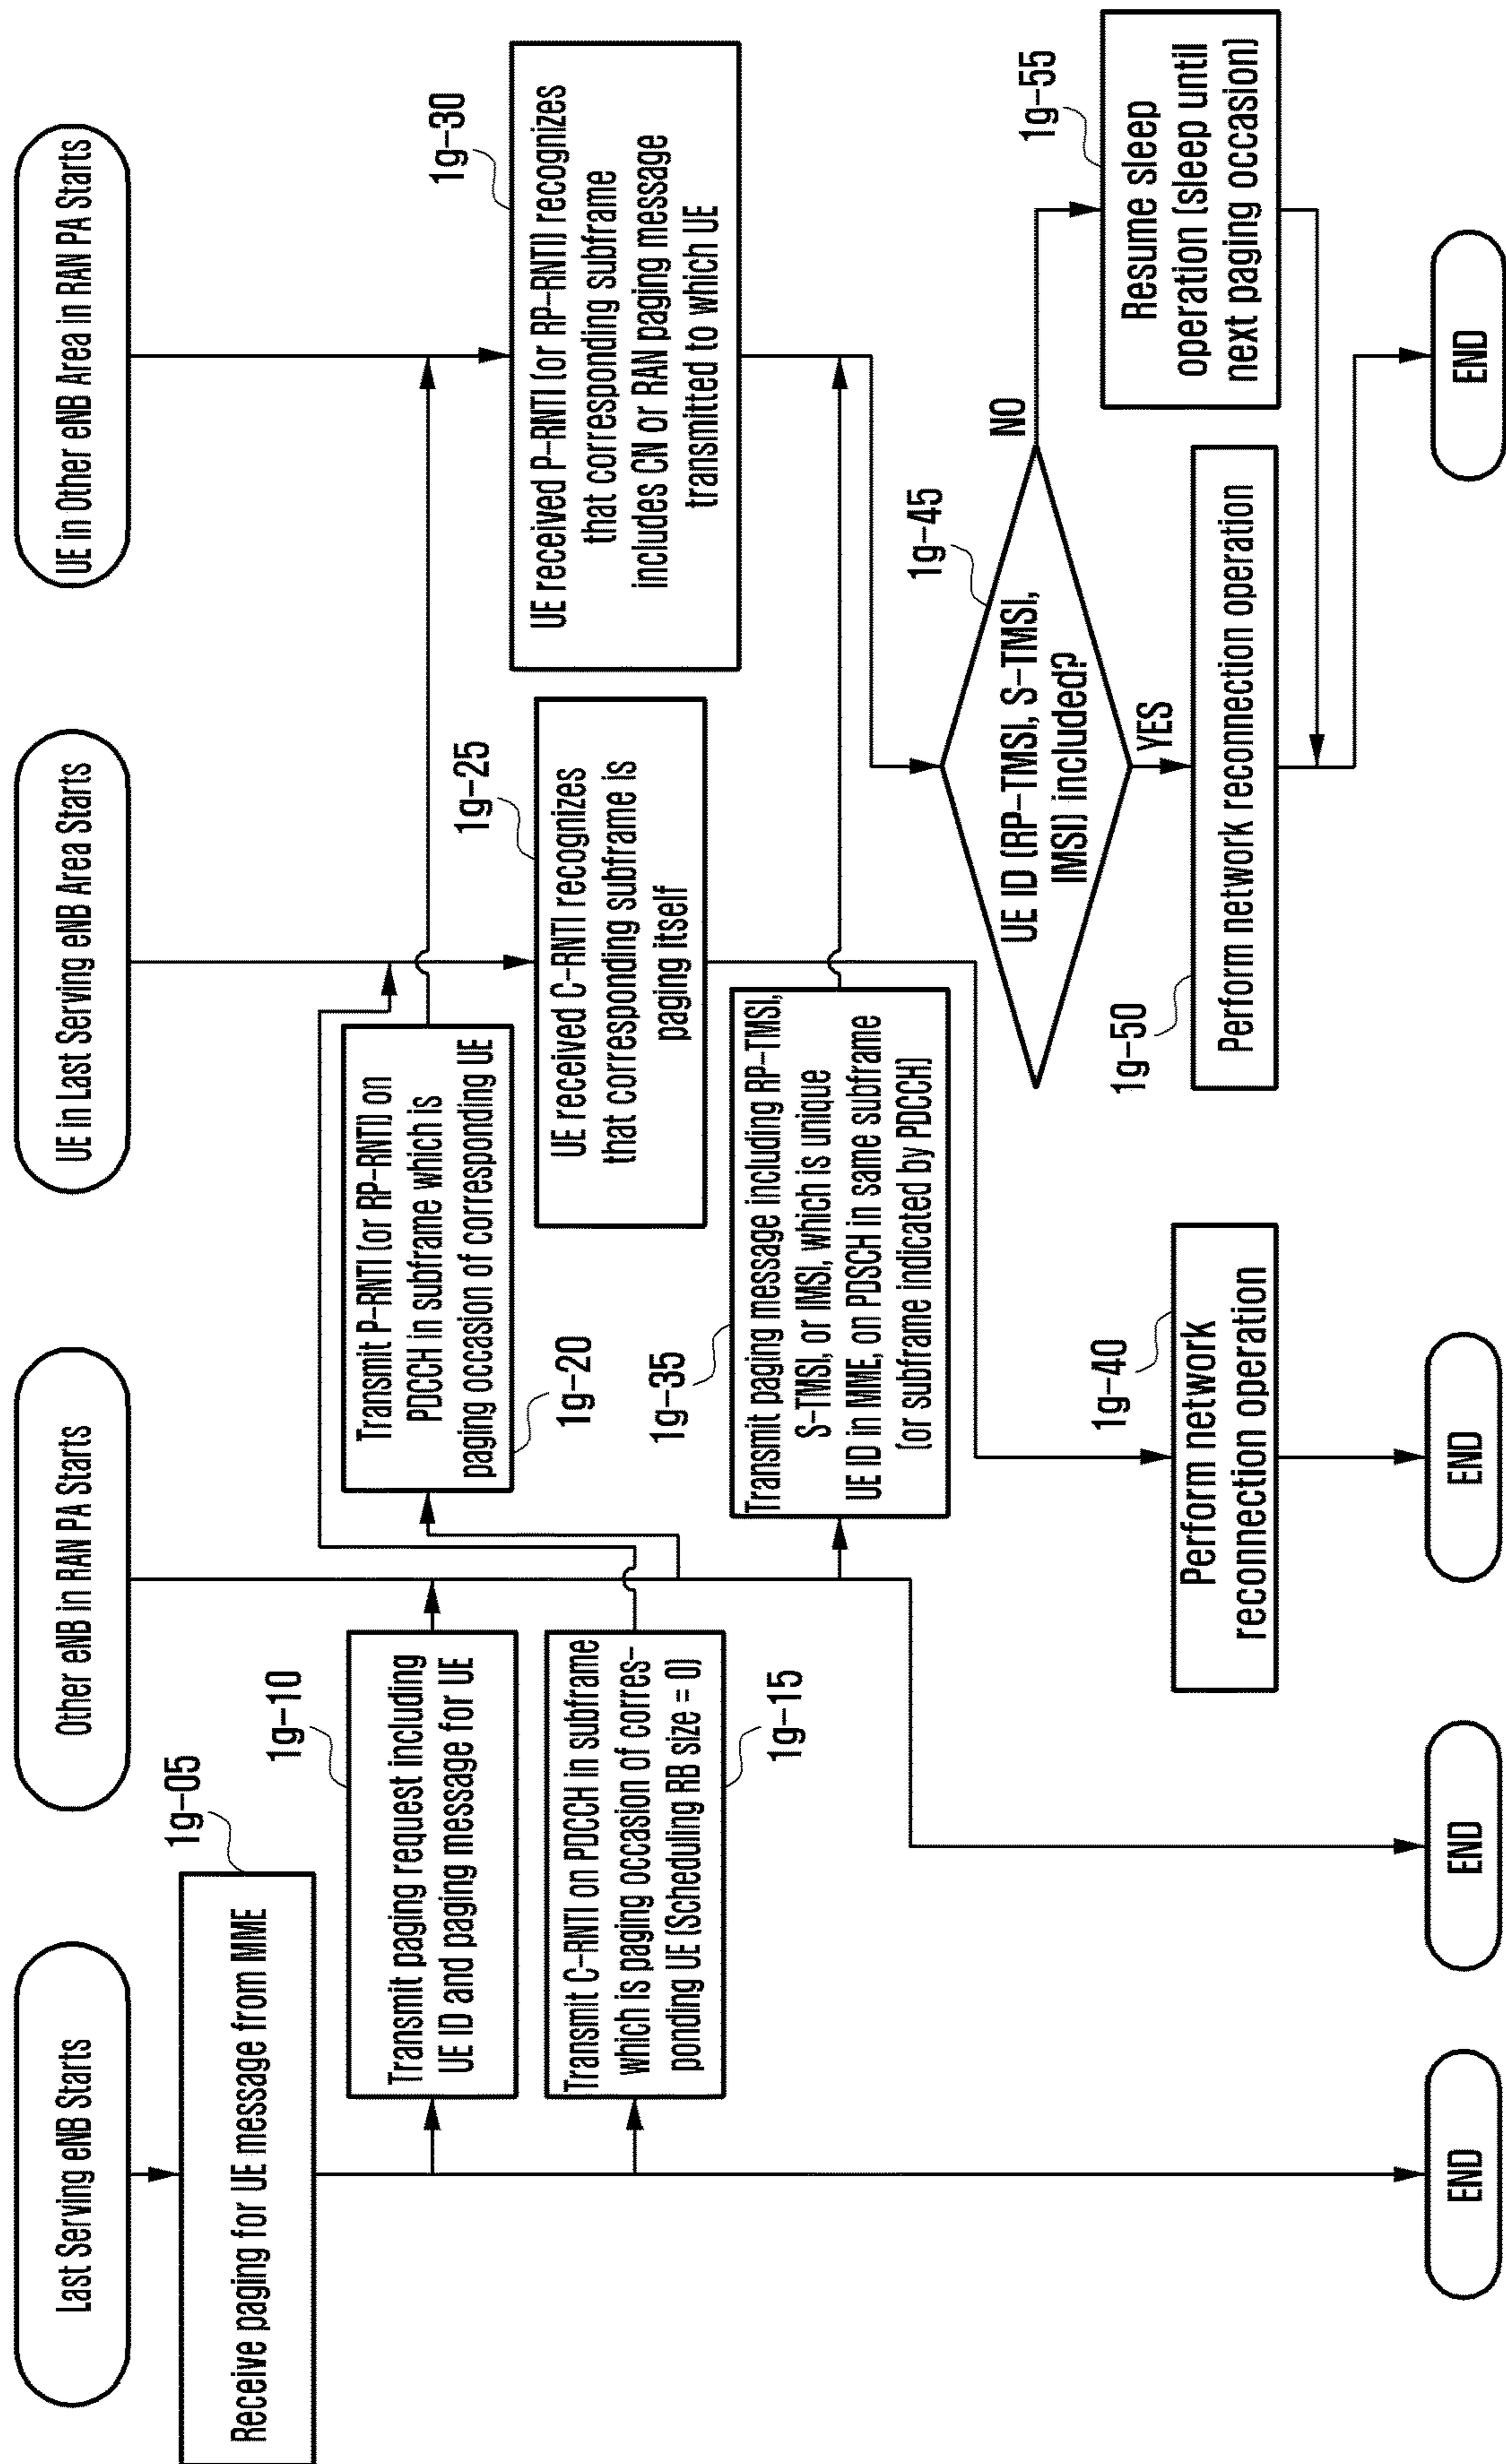 Last Serving eNB Starts
Other eNB in RAN PA Starts
UE in Last Serving eNB Area Starts
UE in Other eNB Area in RAN PA Starts
1g-05
Receive paging for UE message from MME
1g-10
Transmit paging request including
UE ID and paging message for UE
Transmit C-RNTI on PDCCH in subframe
which is paging occasion of corres-
ponding UE (Scheduling RB size = 0)
1g-15
Transmit P-RNTI (or RP-RNTI) on
PDCCH in subframe which is
paging occasion of corresponding UE
1g-20
1g-25
UE received C-RNTI recognizes
that corresponding subframe is
paging itself
1g-30
UE received P-RNTI (or RP-RNTI) recognizes
that corresponding subframe
includes CN or RAN paging message
transmitted to which UE
1g-35
Transmit paging message including RP-TMSI,
S-TMSI, or IMSI, which is unique
UE ID in MME, on PDSCH in same subframe
(or subframe indicated by PDCCH)
1g-40
Perform network
reconnection operation
1g-45
UE ID (RP-TMSI, S-TMSI,
IMSI) included?
NO
YES
1g-50
Perform network reconnection operation
1g-55
Resume sleep
operation (sleep until
next paging occasion)
END
END
END
END